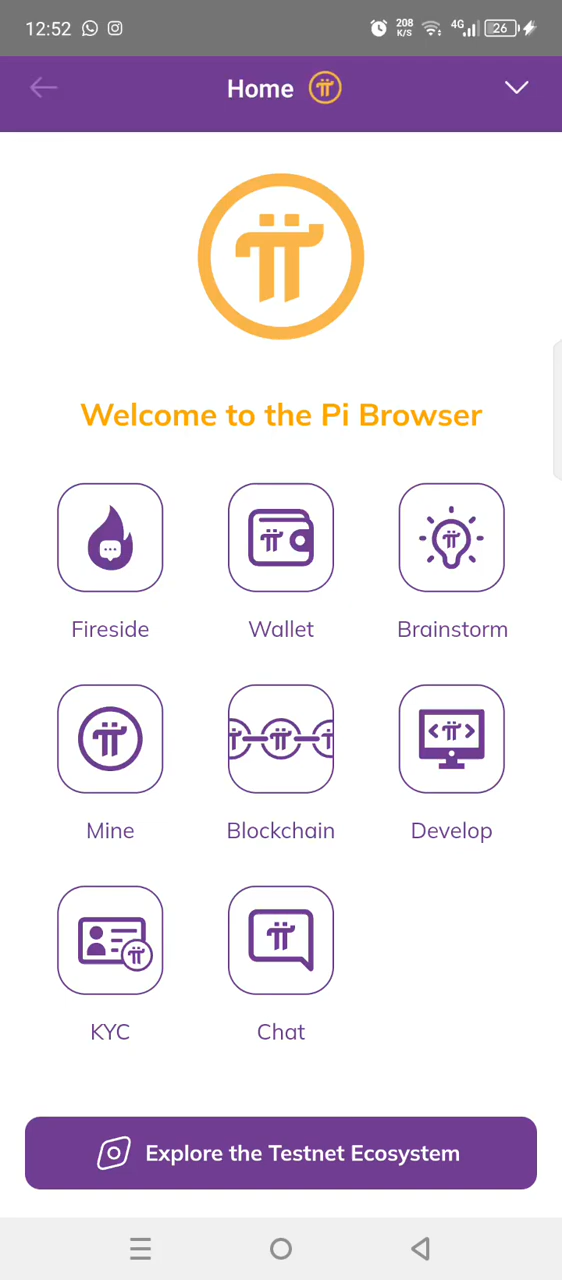 12:52 208 K/S 4G 26
Home
Welcome to the Pi Browser
Fireside Wallet Brainstorm
Mine Blockchain Develop
KYC Chat
Explore the Testnet Ecosystem